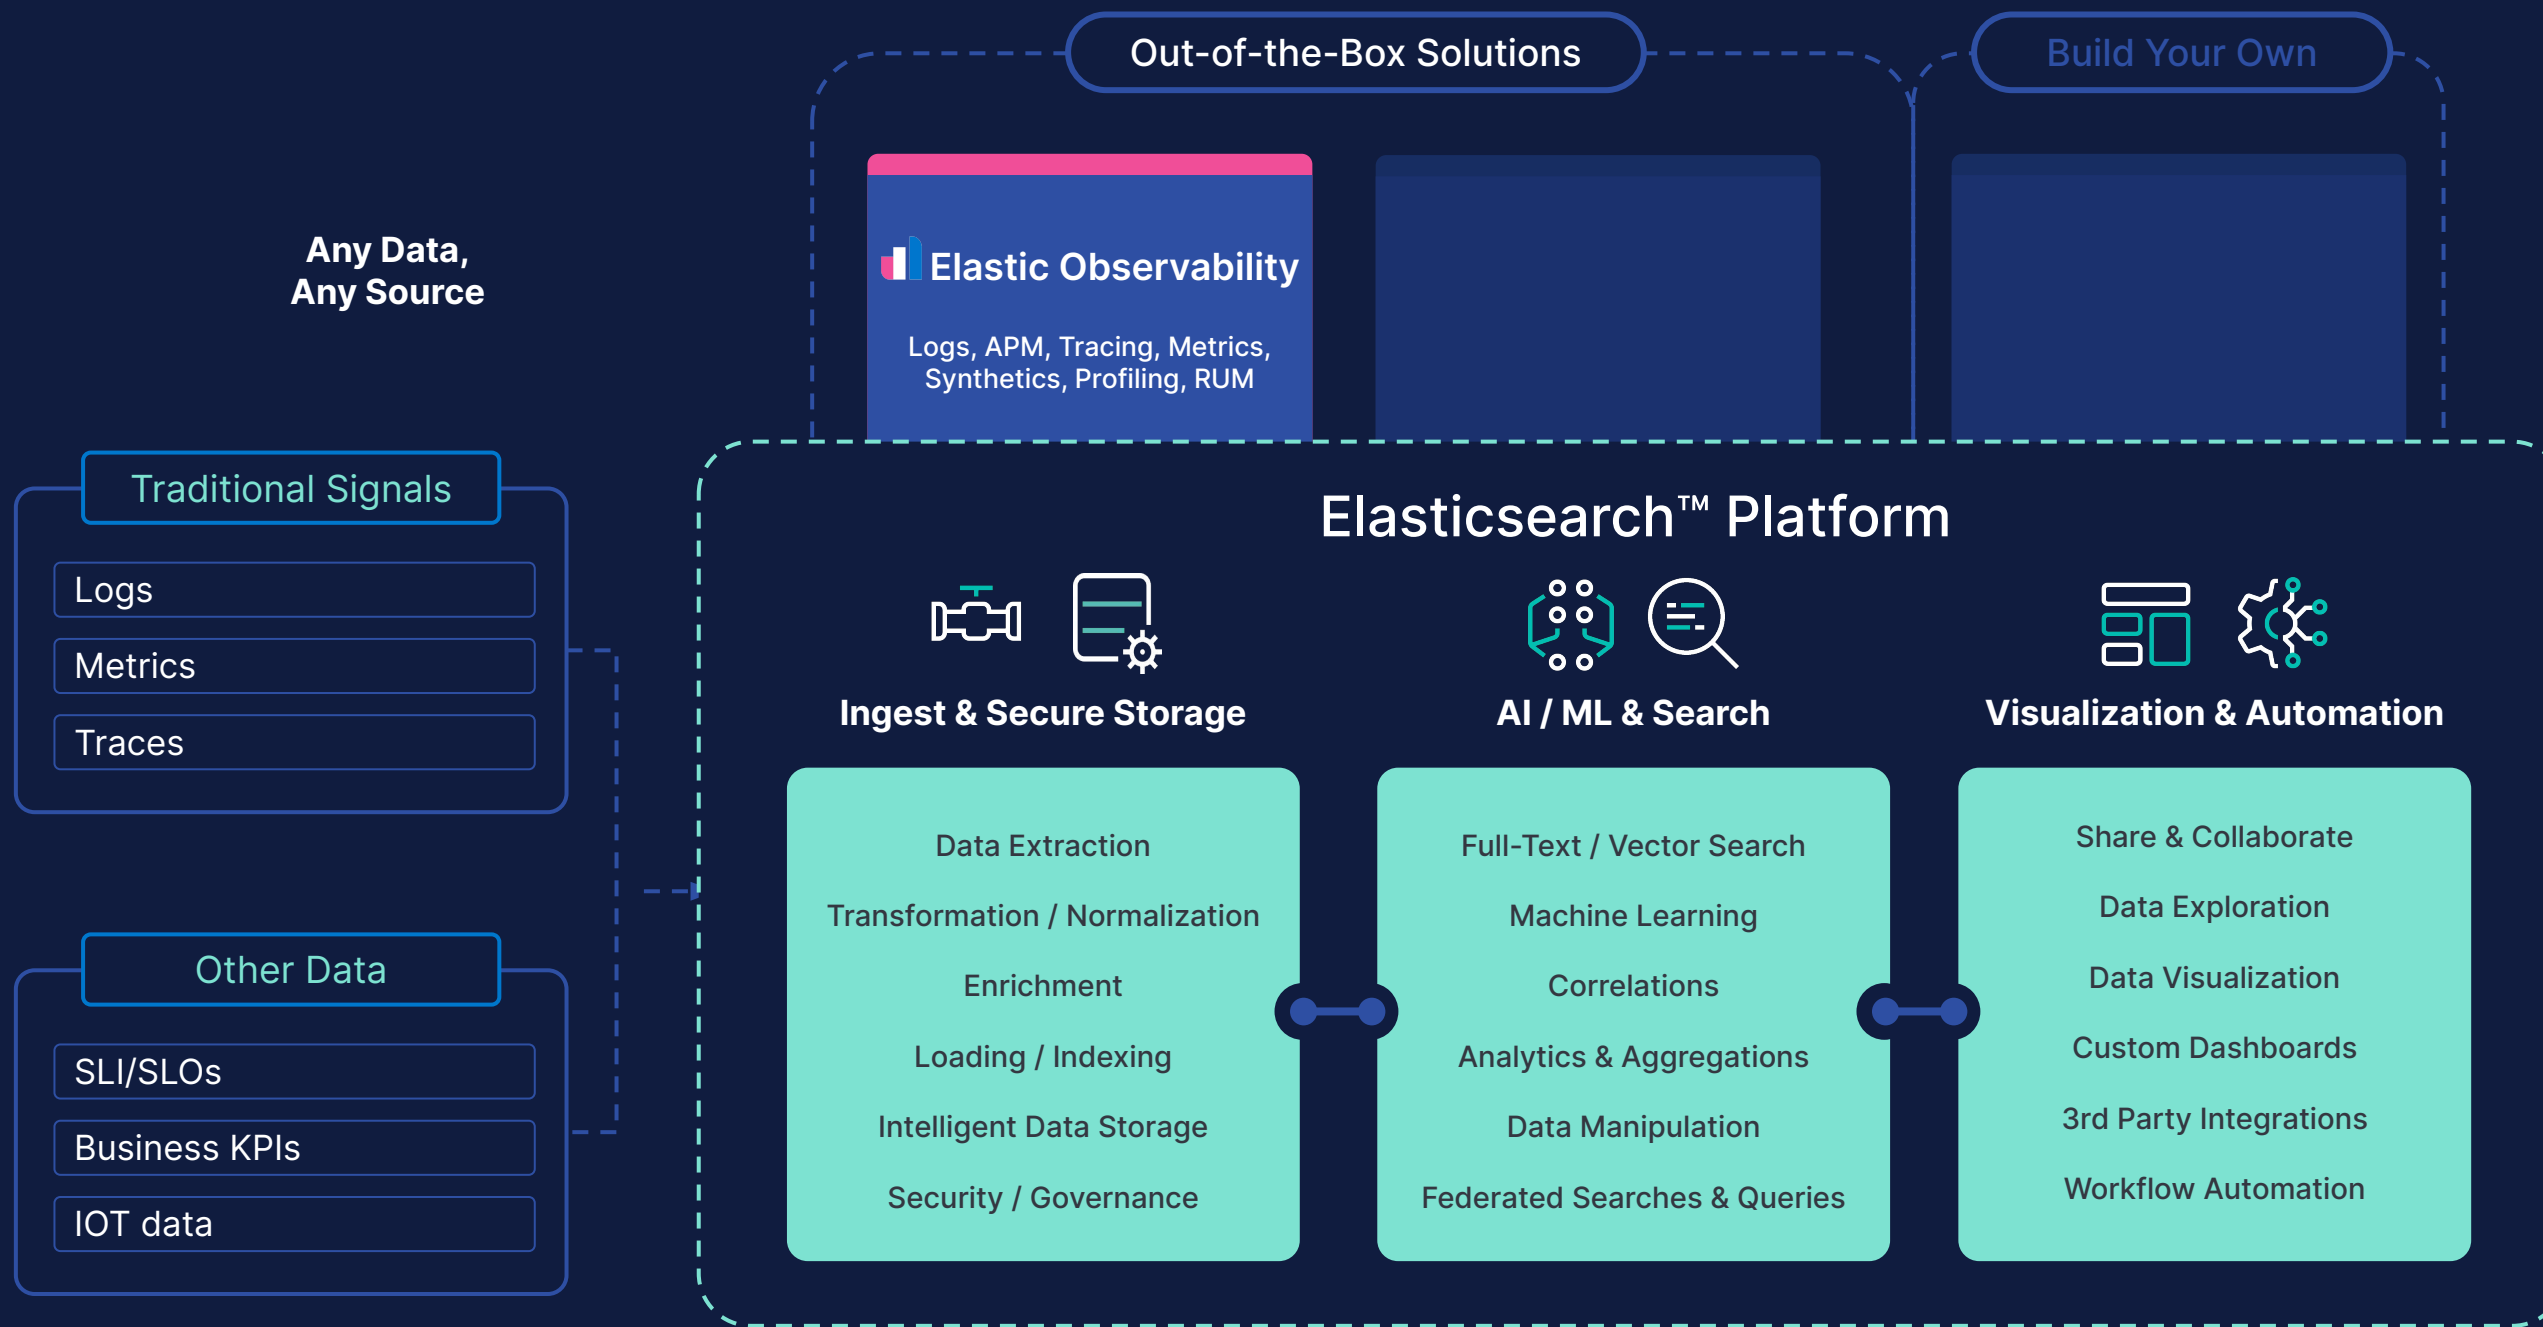 Out-of-the-Box Solutions
Build Your Own
Any Data,
Any Source
Elastic Observability
Logs, APM, Tracing, Metrics,
Synthetics, Profiling, RUM
Traditional Signals
Logs
Metrics
Traces
Other Data
SLI/SLOs
Business KPIs
IOT data
Elasticsearch™ Platform
Ingest & Secure Storage
Data Extraction
Transformation / Normalization
Enrichment
Loading / Indexing
Intelligent Data Storage
Security / Governance
AI / ML & Search
Full-Text / Vector Search
Machine Learning
Correlations
Analytics & Aggregations
Data Manipulation
Federated Searches & Queries
Visualization & Automation
Share & Collaborate
Data Exploration
Data Visualization
Custom Dashboards
3rd Party Integrations
Workflow Automation